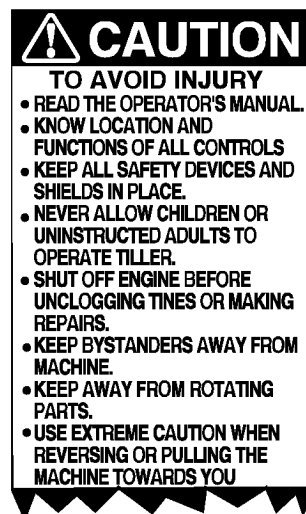 CAUTION
TO AVOID INJURY
• READ THE OPERATOR'S MANUAL.
• KNOW LOCATION AND
FUNCTIONS OF ALL CONTROLS
• KEEP ALL SAFETY DEVICES AND
SHIELDS IN PLACE.
• NEVER ALLOW CHILDREN OR
UNINSTRUCTED ADULTS TO
OPERATE TILLER.
• SHUT OFF ENGINE BEFORE
UNCLOGGING TINES OR MAKING
REPAIRS.
• KEEP BYSTANDERS AWAY FROM
MACHINE.
• KEEP AWAY FROM ROTATING
PARTS.
• USE EXTREME CAUTION WHEN
REVERSING OR PULLING THE
MACHINE TOWARDS YOU